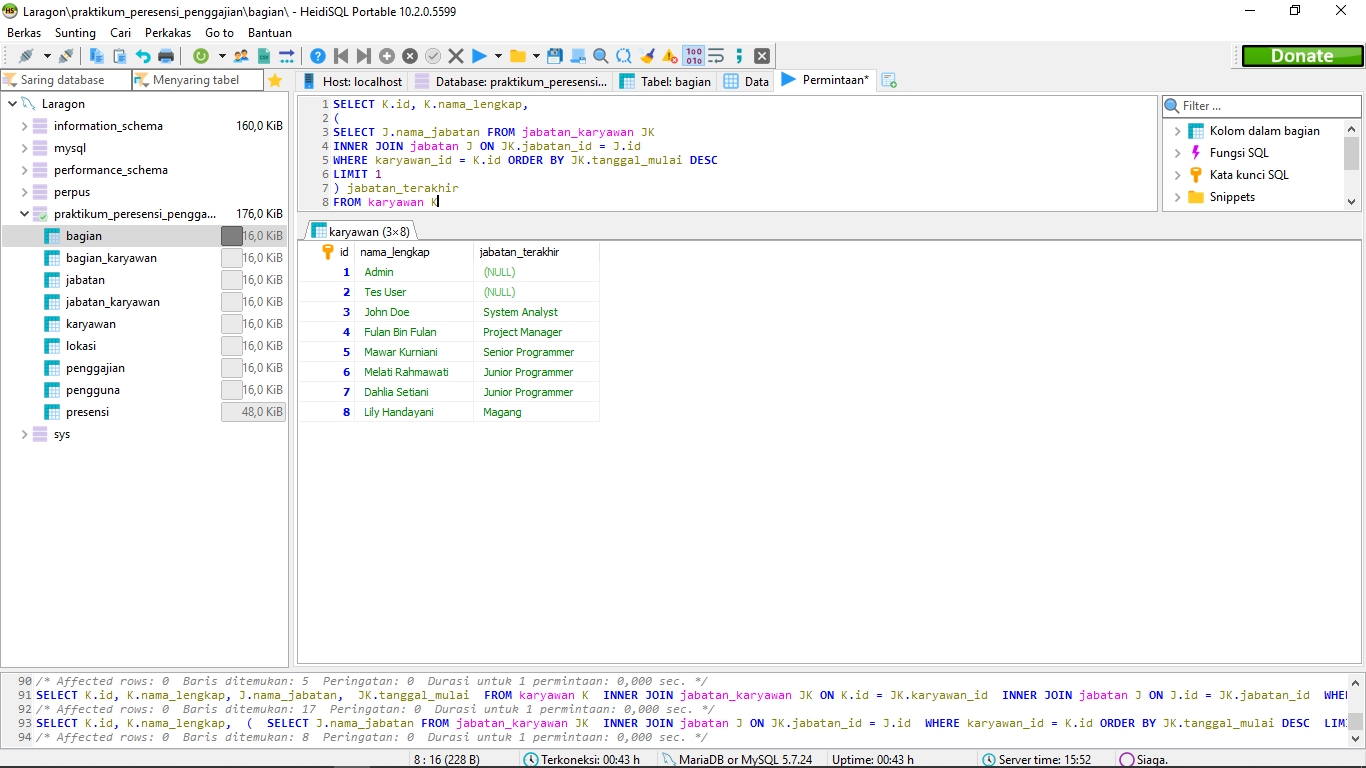 Laragon\praktikum_peresensi_penggajian\bagian\ - HeidiSQL Portable 10.2.0.5599
Berkas Sunting Cari Perkakas Go to Bantuan
Donate
Saring database Menyaring tabel
Host: localhost Database: praktikum_peresensi... Tabel: bagian Data Permintaan*
Laragon
information_schema 160,0 KiB
mysql
performance_schema
perpus
praktikum_peresensi_pengga... 176,0 KiB
bagian 16,0 KiB
bagian_karyawan 16,0 KiB
jabatan 16,0 KiB
jabatan_karyawan 16,0 KiB
karyawan 16,0 KiB
lokasi 16,0 KiB
penggajian 16,0 KiB
pengguna 16,0 KiB
presensi 48,0 KiB
sys
1 SELECT K.id, K.nama_lengkap,
2 (
3 SELECT J.nama_jabatan FROM jabatan_karyawan JK
4 INNER JOIN jabatan J ON JK.jabatan_id = J.id
5 WHERE karyawan_id = K.id ORDER BY JK.tanggal_mulai DESC
6 LIMIT 1
7 ) jabatan_terakhir
8 FROM karyawan K
Filter ...
Kolom dalam bagian
Fungsi SQL
Kata kunci SQL
Snippets
karyawan (3×8)
id nama_lengkap jabatan_terakhir
1 Admin (NULL)
2 Tes User (NULL)
3 John Doe System Analyst
4 Fulan Bin Fulan Project Manager
5 Mawar Kurniani Senior Programmer
6 Melati Rahmawati Junior Programmer
7 Dahlia Setiani Junior Programmer
8 Lily Handayani Magang
90 /* Affected rows: 0 Baris ditemukan: 5 Peringatan: 0 Durasi untuk 1 permintaan: 0,000 sec. */
91 SELECT K.id, K.nama_lengkap, J.nama_jabatan, JK.tanggal_mulai FROM karyawan K INNER JOIN jabatan_karyawan JK ON K.id = JK.karyawan_id INNER JOIN jabatan J ON J.id = JK.jabatan_id WHE
92 /* Affected rows: 0 Baris ditemukan: 17 Peringatan: 0 Durasi untuk 1 permintaan: 0,000 sec. */
93 SELECT K.id, K.nama_lengkap, ( SELECT J.nama_jabatan FROM jabatan_karyawan JK INNER JOIN jabatan J ON JK.jabatan_id = J.id WHERE karyawan_id = K.id ORDER BY JK.tanggal_mulai DESC LIM
94 /* Affected rows: 0 Baris ditemukan: 8 Peringatan: 0 Durasi untuk 1 permintaan: 0,000 sec. */
8 : 16 (228 B) Terkoneksi: 00:43 h MariaDB or MySQL 5.7.24 Uptime: 00:43 h Server time: 15:52 Siaga.